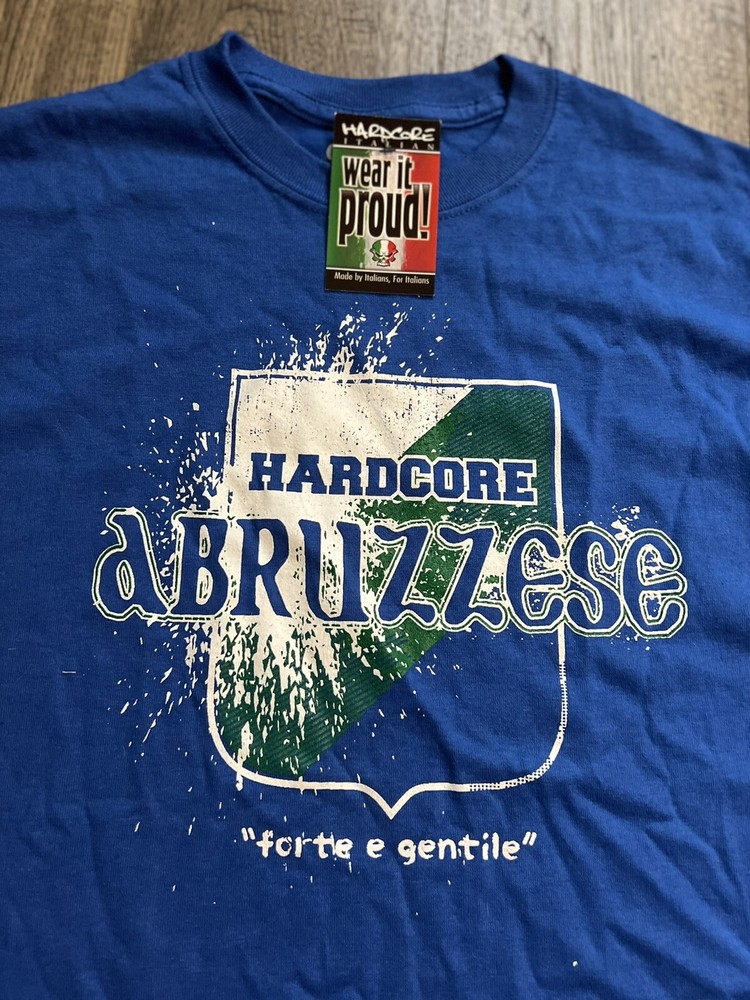 HARDCORE
ITALIAN
wear it
proud!
Made by Italians, For Italians
HARDCORE
aBRUZZESE
"forte e gentile"